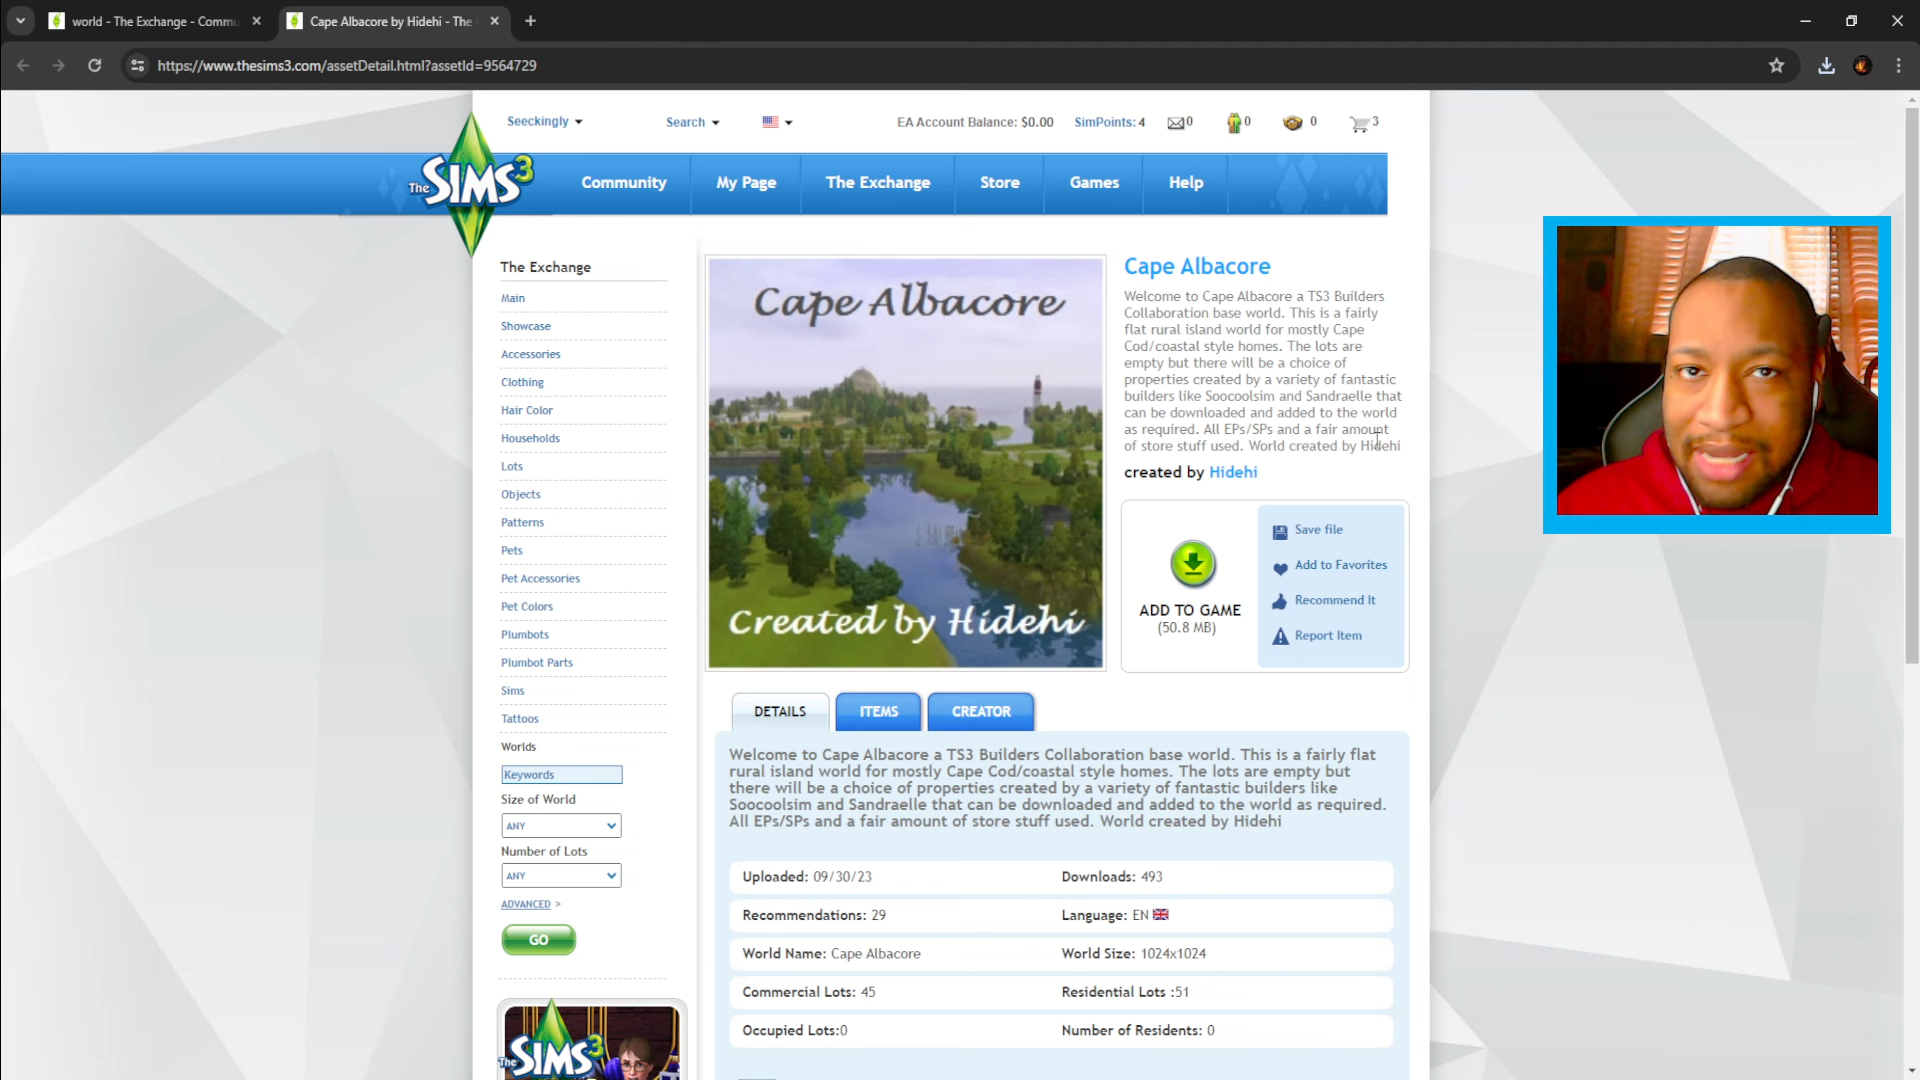 world - The Exchange - Commu
Cape Albacore by Hidehi - The
https://www.thesims3.com/assetDetail.html?assetId=9564729
Seeckingly
Search
EA Account Balance: $0.00
SimPoints: 4
0
0
0
3
The SIMS 3
Community
My Page
The Exchange
Store
Games
Help
The Exchange
Main
Showcase
Accessories
Clothing
Hair Color
Households
Lots
Objects
Patterns
Pets
Pet Accessories
Pet Colors
Plumbots
Plumbot Parts
Sims
Tattoos
Worlds
Keywords
Size of World
ANY
Number of Lots
ANY
ADVANCED >
GO
The SIMS 3
Cape Albacore
Created by Hidehi
Cape Albacore
Welcome to Cape Albacore a TS3 Builders
Collaboration base world. This is a fairly
flat rural island world for mostly Cape
Cod/coastal style homes. The lots are
empty but there will be a choice of
properties created by a variety of fantastic
builders like Soocoolsim and Sandraelle that
can be downloaded and added to the world
as required. All EPs/SPs and a fair amount
of store stuff used. World created by Hidehi
created by Hidehi
ADD TO GAME
(50.8 MB)
Save file
Add to Favorites
Recommend It
Report Item
DETAILS
ITEMS
CREATOR
Welcome to Cape Albacore a TS3 Builders Collaboration base world. This is a fairly flat
rural island world for mostly Cape Cod/coastal style homes. The lots are empty but
there will be a choice of properties created by a variety of fantastic builders like
Soocoolsim and Sandraelle that can be downloaded and added to the world as required.
All EPs/SPs and a fair amount of store stuff used. World created by Hidehi
Uploaded: 09/30/23
Downloads: 493
Recommendations: 29
Language: EN
World Name: Cape Albacore
World Size: 1024x1024
Commercial Lots: 45
Residential Lots :51
Occupied Lots:0
Number of Residents: 0